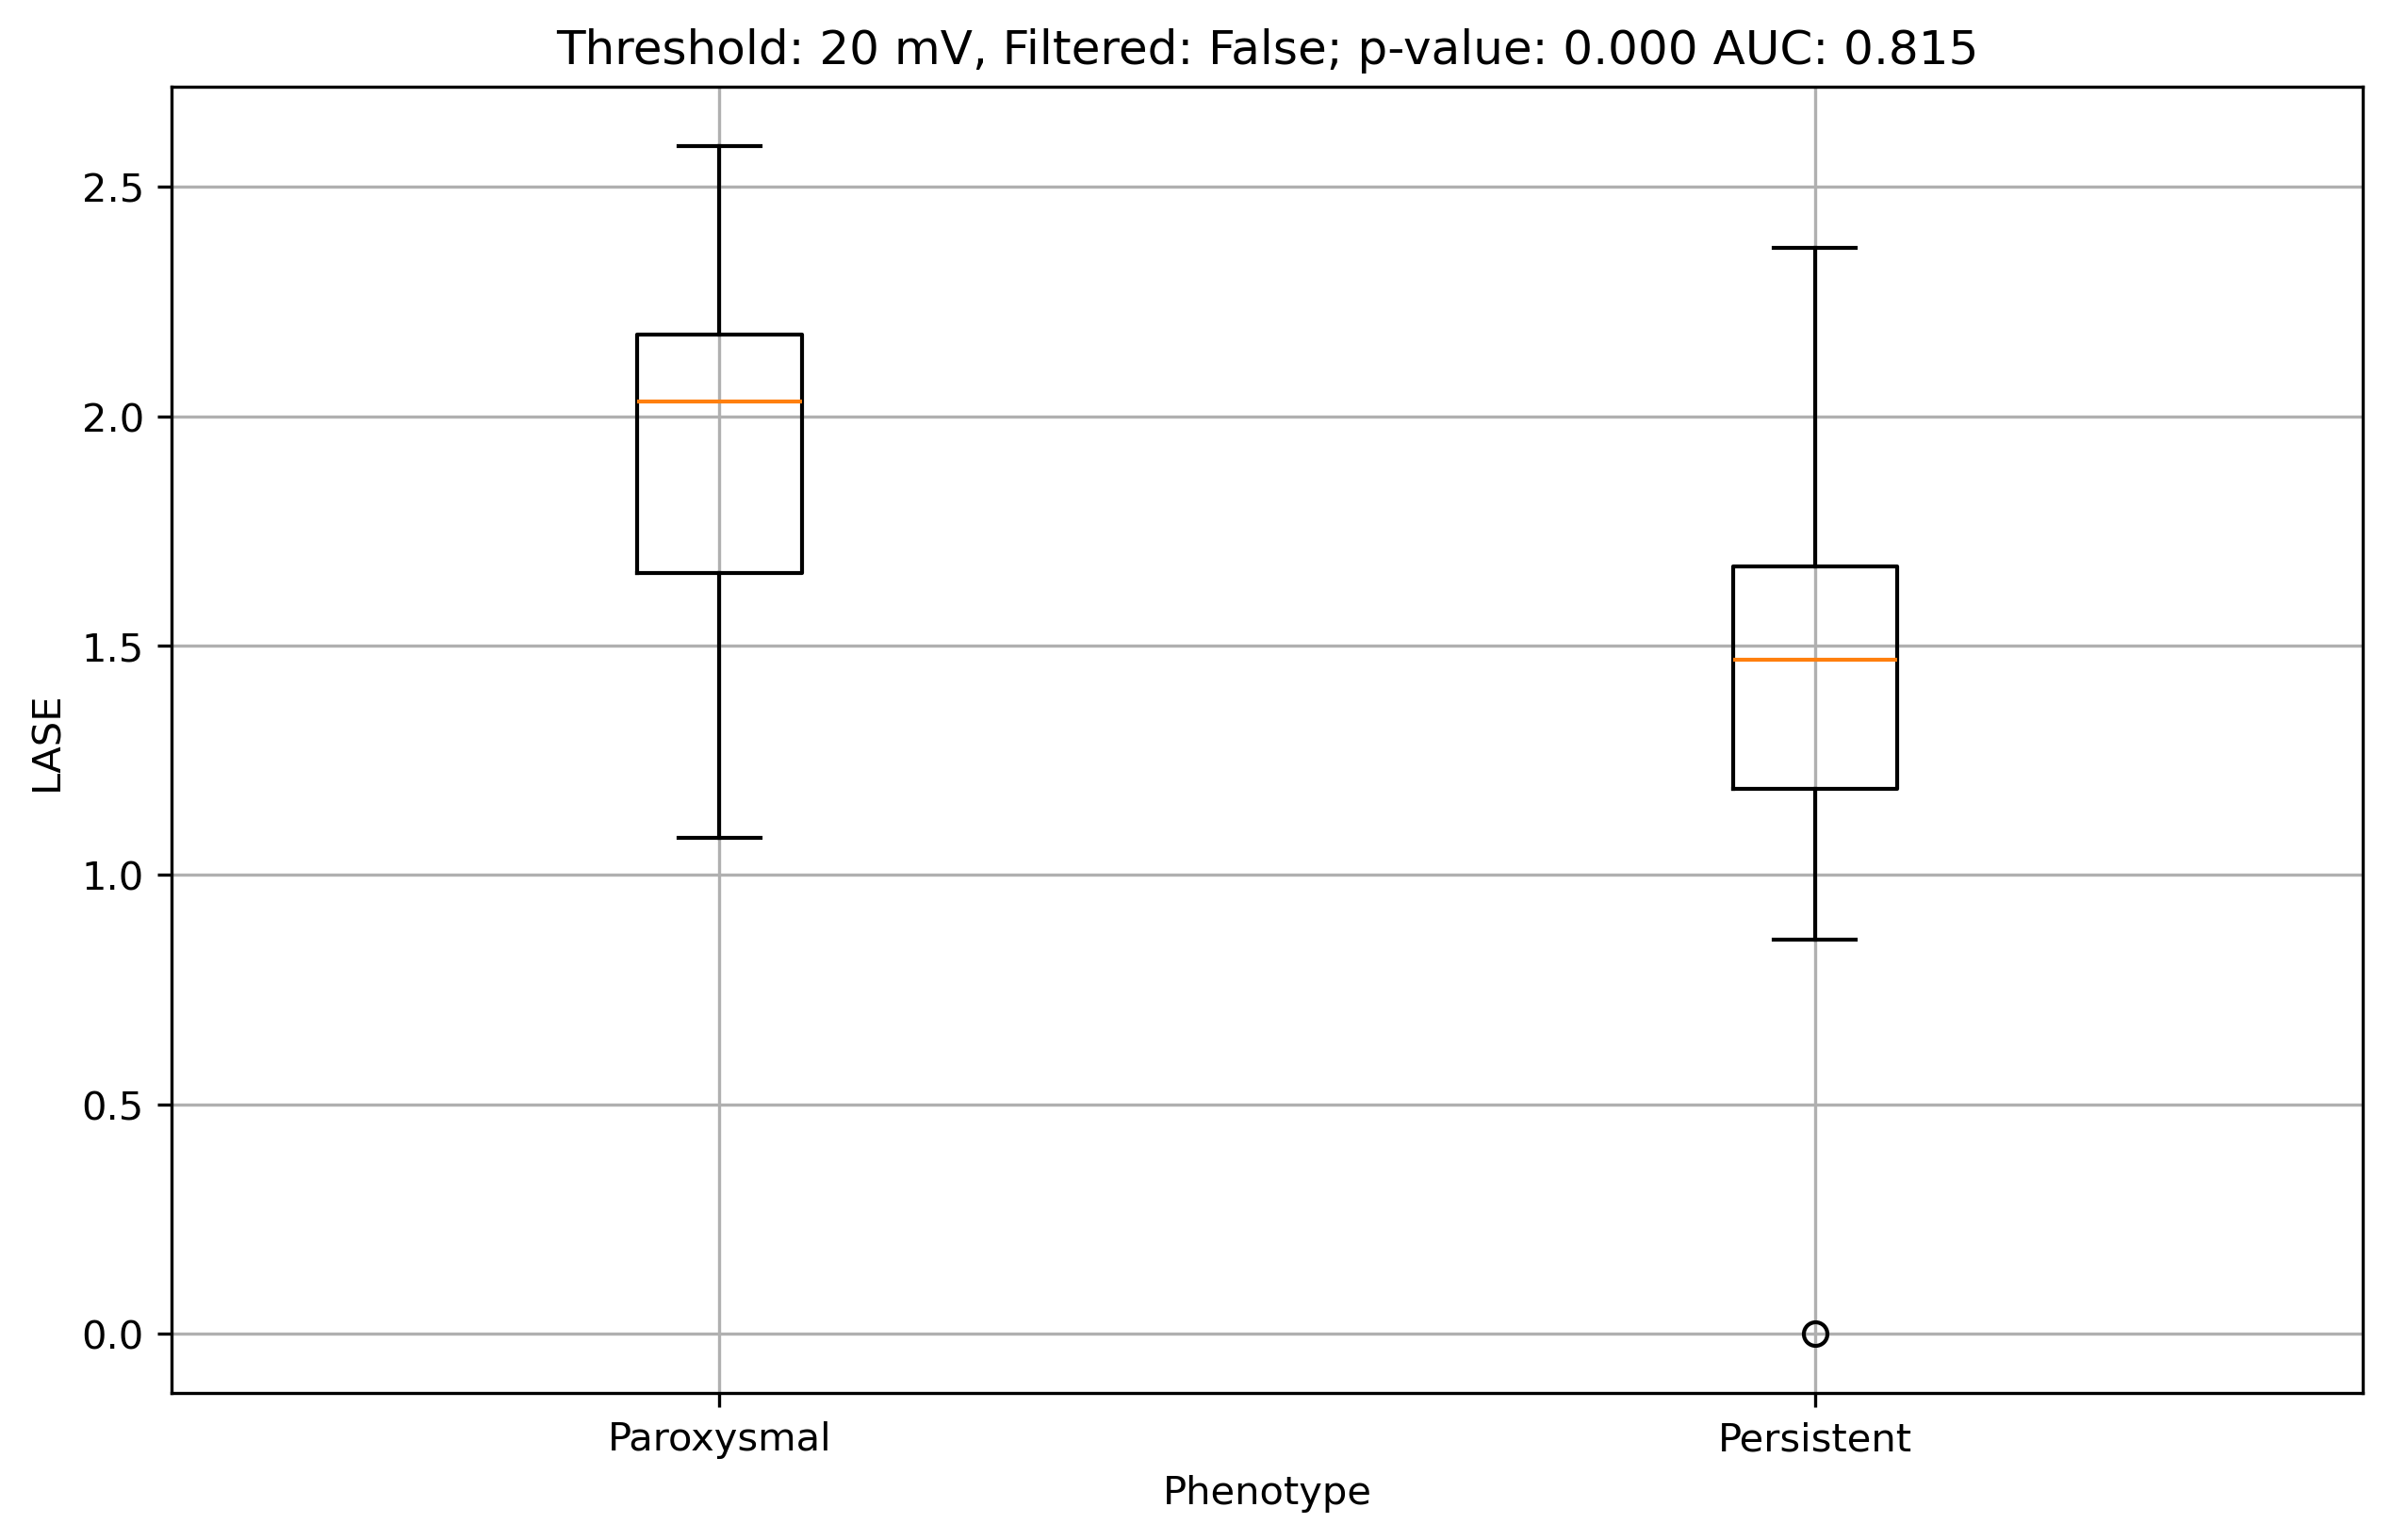 Threshold: 20 mV, Filtered: False; p-value: 0.000 AUC: 0.815
2.5
2.0
1.5
1.0
0.5
0.0
LASE
Paroxysmal
Persistent
Phenotype